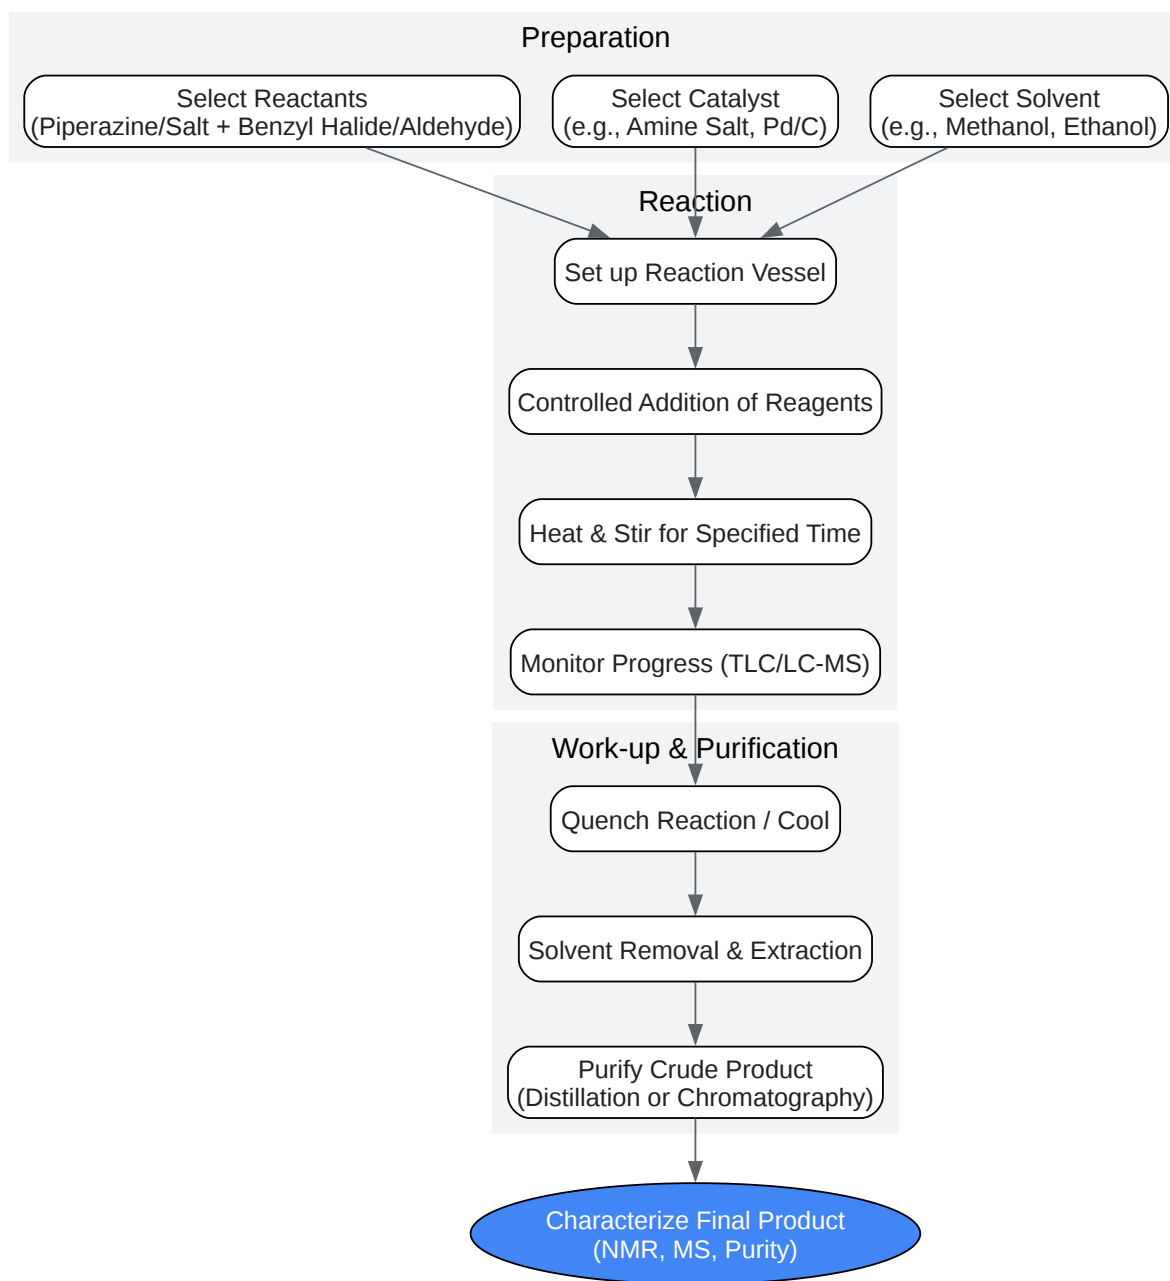 Preparation
Select Reactants
(Piperazine/Salt + Benzyl Halide/Aldehyde)
Select Catalyst
(e.g., Amine Salt, Pd/C)
Select Solvent
(e.g., Methanol, Ethanol)
Reaction
Set up Reaction Vessel
Controlled Addition of Reagents
Heat & Stir for Specified Time
Monitor Progress (TLC/LC-MS)
Work-up & Purification
Quench Reaction / Cool
Solvent Removal & Extraction
Purify Crude Product
(Distillation or Chromatography)
Characterize Final Product
(NMR, MS, Purity)